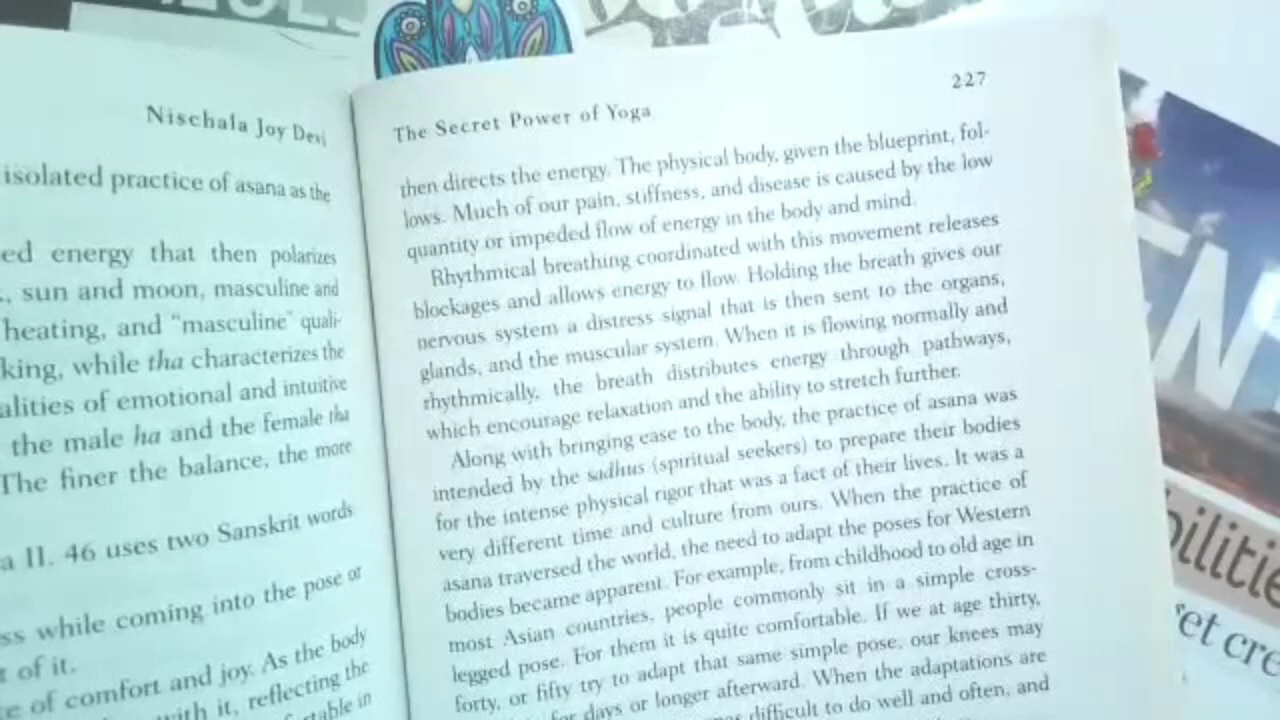 Nischala Joy Devi
isolated practice of asana as the
ed energy that then polarizes
, sun and moon, masculine and
heating, and "masculine" quali-
king, while tha characterizes the
alities of emotional and intuitive
the male ha and the female tha
The finer the balance, the more
a II. 46 uses two Sanskrit words
ss while coming into the pose or
t of it.
e of comfort and joy. As the body
with it, reflecting the
rtable in
The Secret Power of Yoga
227
then directs the energy. The physical body, given the blueprint, fol-
lows. Much of our pain, stiffness, and disease is caused by the low
quantity or impeded flow of energy in the body and mind.
Rhythmical breathing coordinated with this movement releases
blockages and allows energy to flow. Holding the breath gives our
nervous system a distress signal that is then sent to the organs,
glands, and the muscular system. When it is flowing normally and
rhythmically, the breath distributes energy through pathways,
which encourage relaxation and the ability to stretch further.
Along with bringing ease to the body, the practice of asana was
intended by the sadhus (spiritual seekers) to prepare their bodies
for the intense physical rigor that was a fact of their lives. It was a
very different time and culture from ours. When the practice of
asana traversed the world, the need to adapt the poses for Western
bodies became apparent. For example, from childhood to old age in
most Asian countries, people commonly sit in a simple cross-
legged pose. For them it is quite comfortable. If we at age thirty,
forty, or fifty try to adapt that same simple pose, our knees may
for days or longer afterward. When the adaptations are
difficult to do well and often, and
EN
bilitie
ret cre